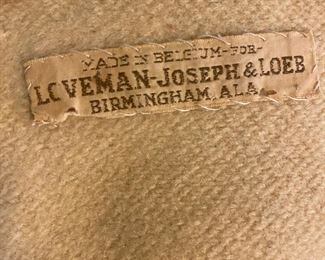 MADE IN BELGIUM-FOR-
LOVEMAN-JOSEPH & LOEB
BIRMINGHAM, ALA